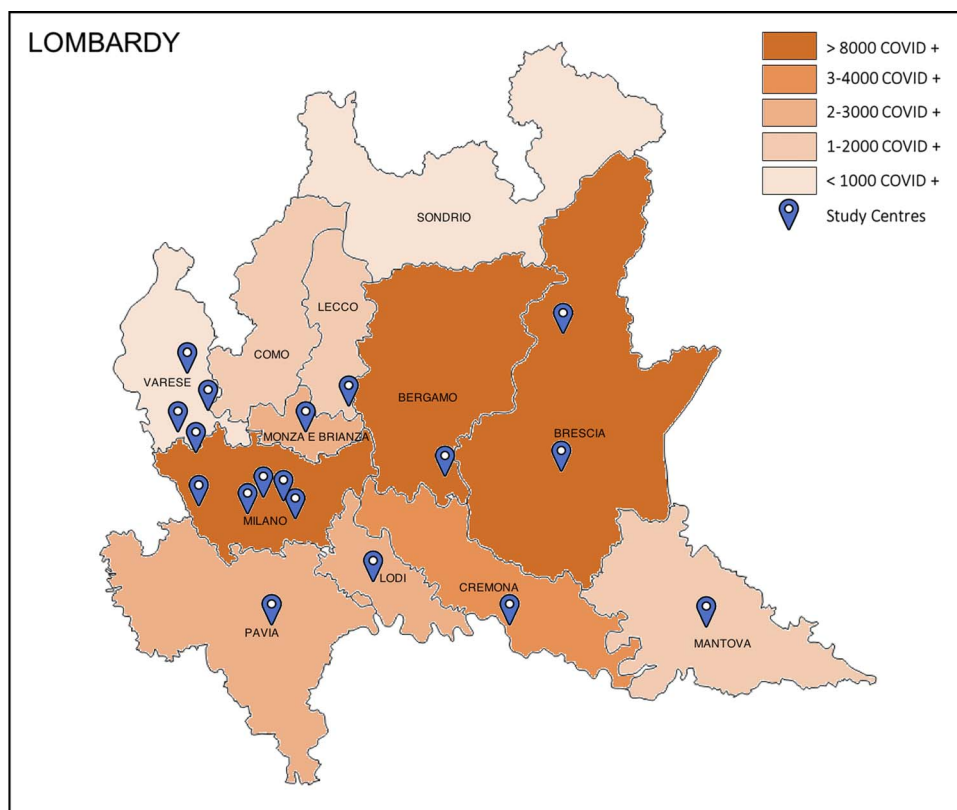 LOMBARDY
> 8000 COVID +
3-4000 COVID +
2-3000 COVID +
1-2000 COVID +
< 1000 COVID +
Study Centres
SONDRIO
LECCO
COMO
VARESE
BERGAMO
MONZA E BRIANZA
BRESCIA
MILANO
LODI
CREMONA
PAVIA
MANTOVA